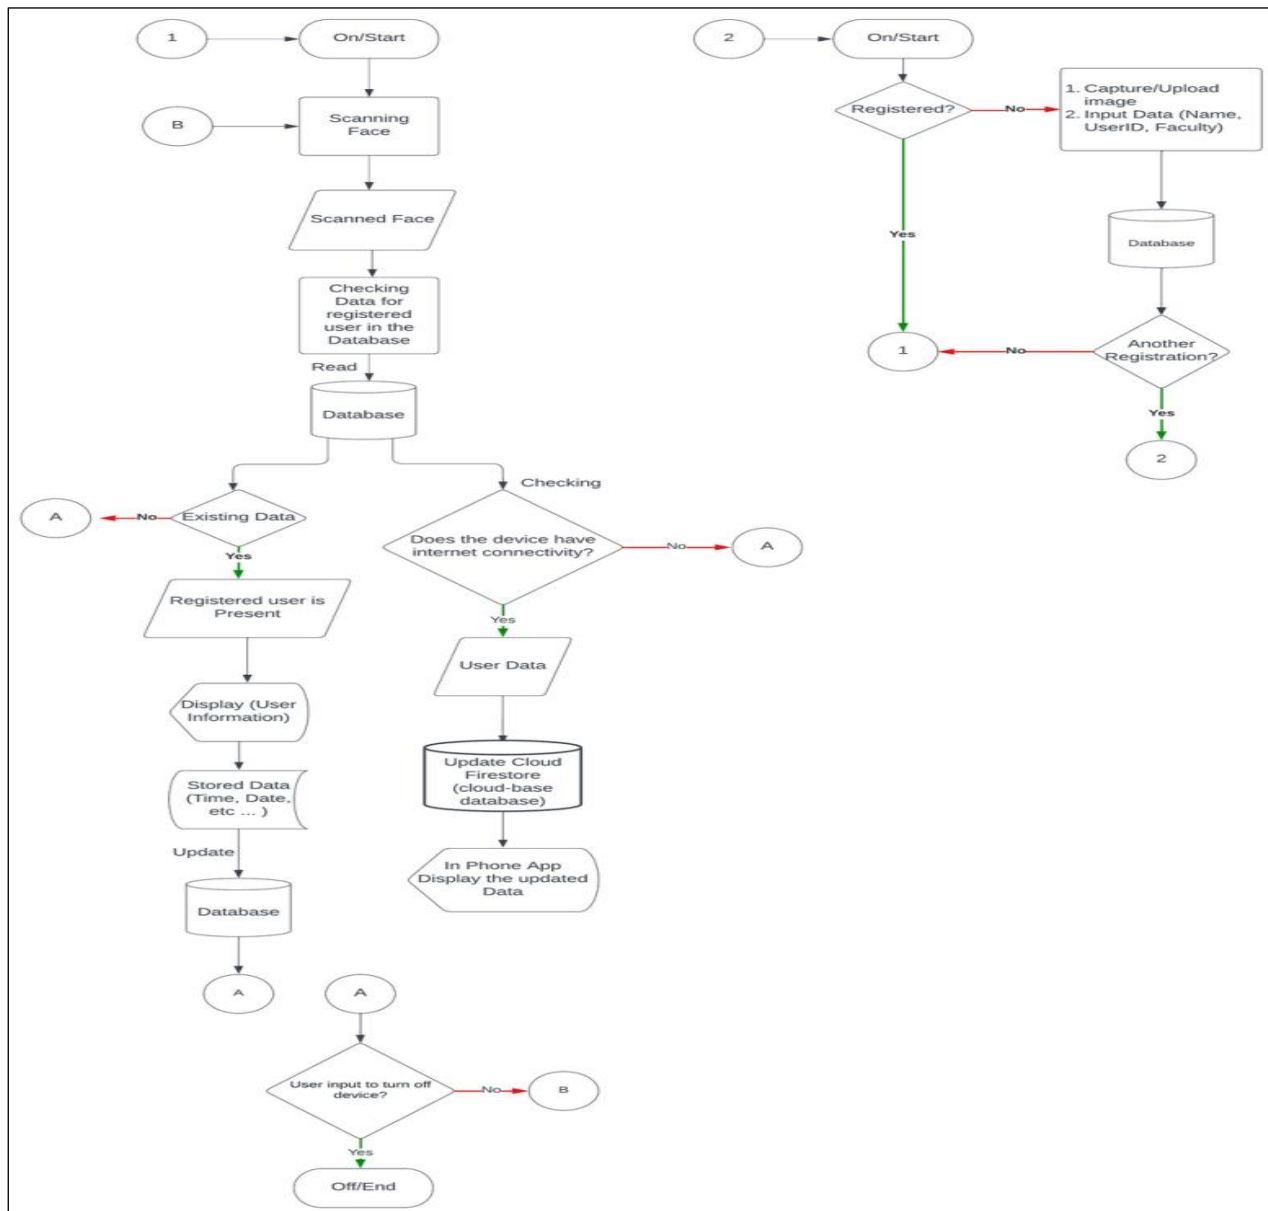 1
On/Start
B
Scanning
Face
Scanned Face
Checking
Data for
registered
user in the
Database
Read
Database
Existing Data
No
A
Yes
Registered user is
Present
Display (User
Information)
Stored Data
(Time, Date,
etc ... )
Update
Database
A
Checking
Does the device have
internet connectivity?
No
A
Yes
User Data
Update Cloud
Firestore
(cloud-base
database)
In Phone App
Display the updated
Data
A
User input to turn off
device?
No
B
Yes
Off/End
2
On/Start
Registered?
No
1. Capture/Upload
image
2. Input Data (Name,
UserID, Faculty)
Yes
Database
1
No
Another
Registration?
Yes
2